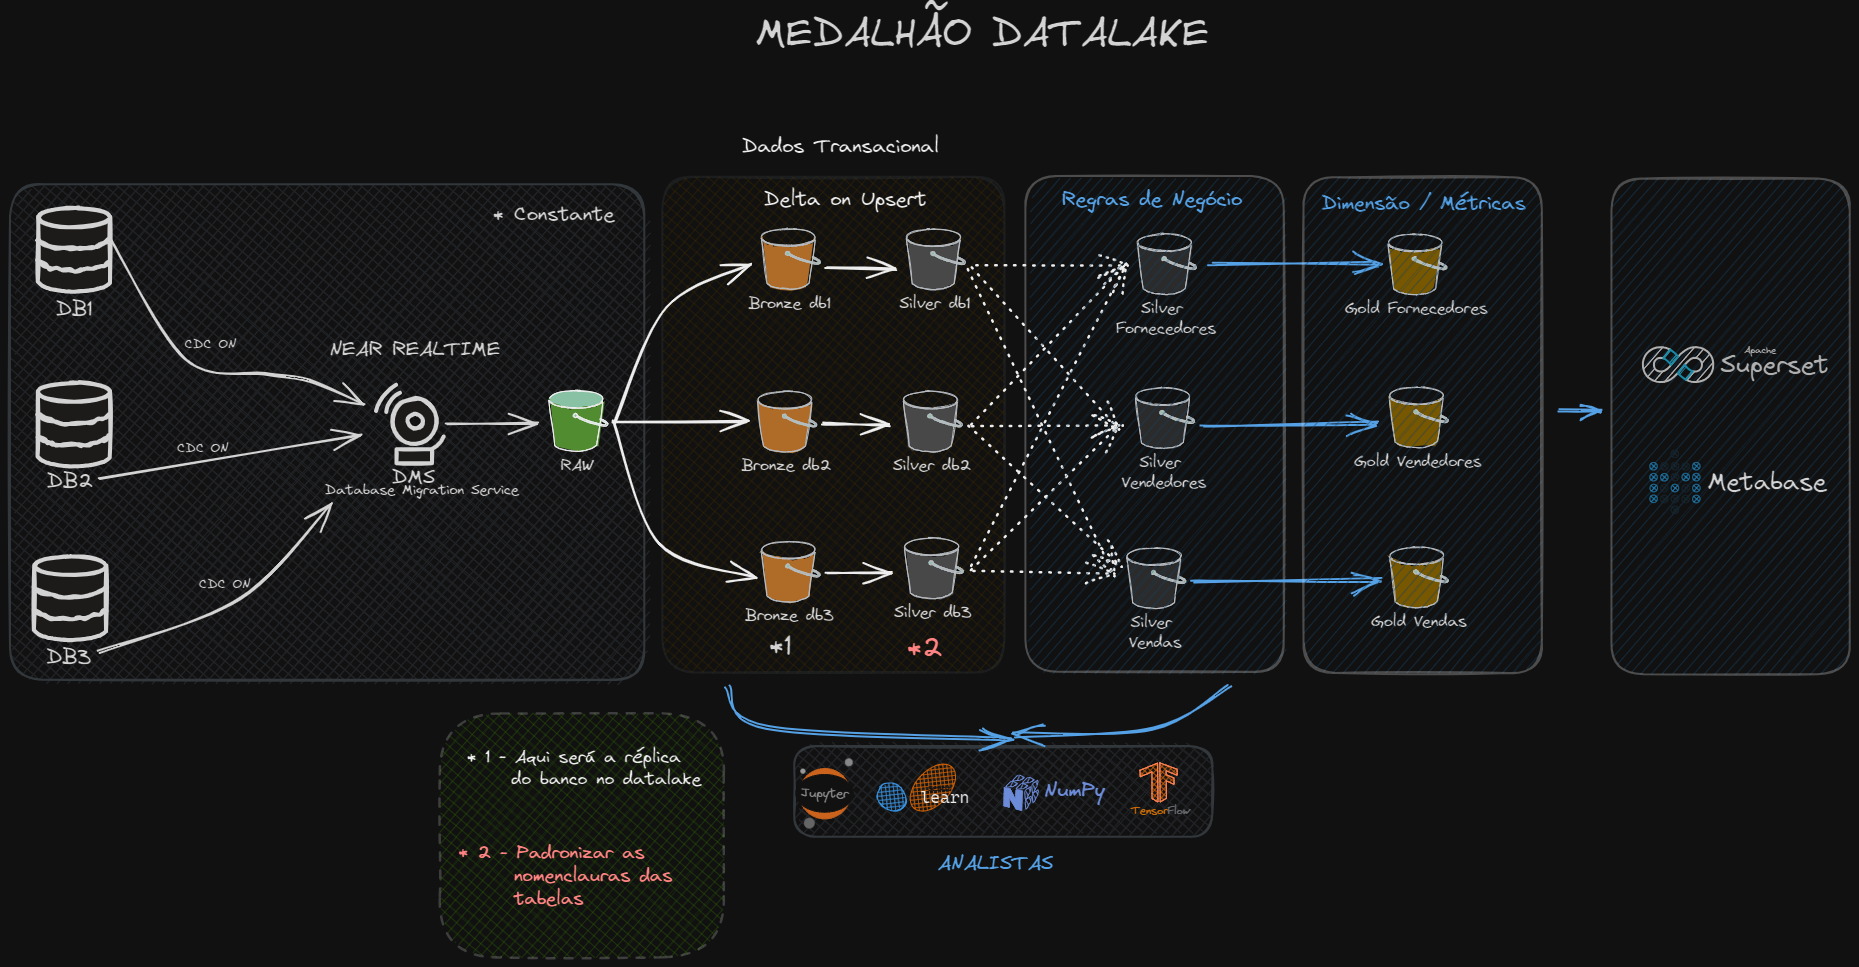 MEDALHÃO DATALAKE
Dados Transacional
* Constante
DB1
CDC ON
DB2
CDC ON
DB3
CDC ON
NEAR REALTIME
DMS
Database Migration Service
RAW
Delta on Upsert
Bronze db1
Silver db1
Bronze db2
Silver db2
Bronze db3
Silver db3
*1
*2
Regras de Negócio
Silver
Fornecedores
Silver
Vendedores
Silver
Vendas
Dimensão / Métricas
Gold Fornecedores
Gold Vendedores
Gold Vendas
Apache
Superset
Metabase
* 1 - Aqui será a réplica
do banco no datalake
* 2 - Padronizar as
nomenclauras das
tabelas
Jupyter
learn
NumPy
TensorFlow
ANALISTAS